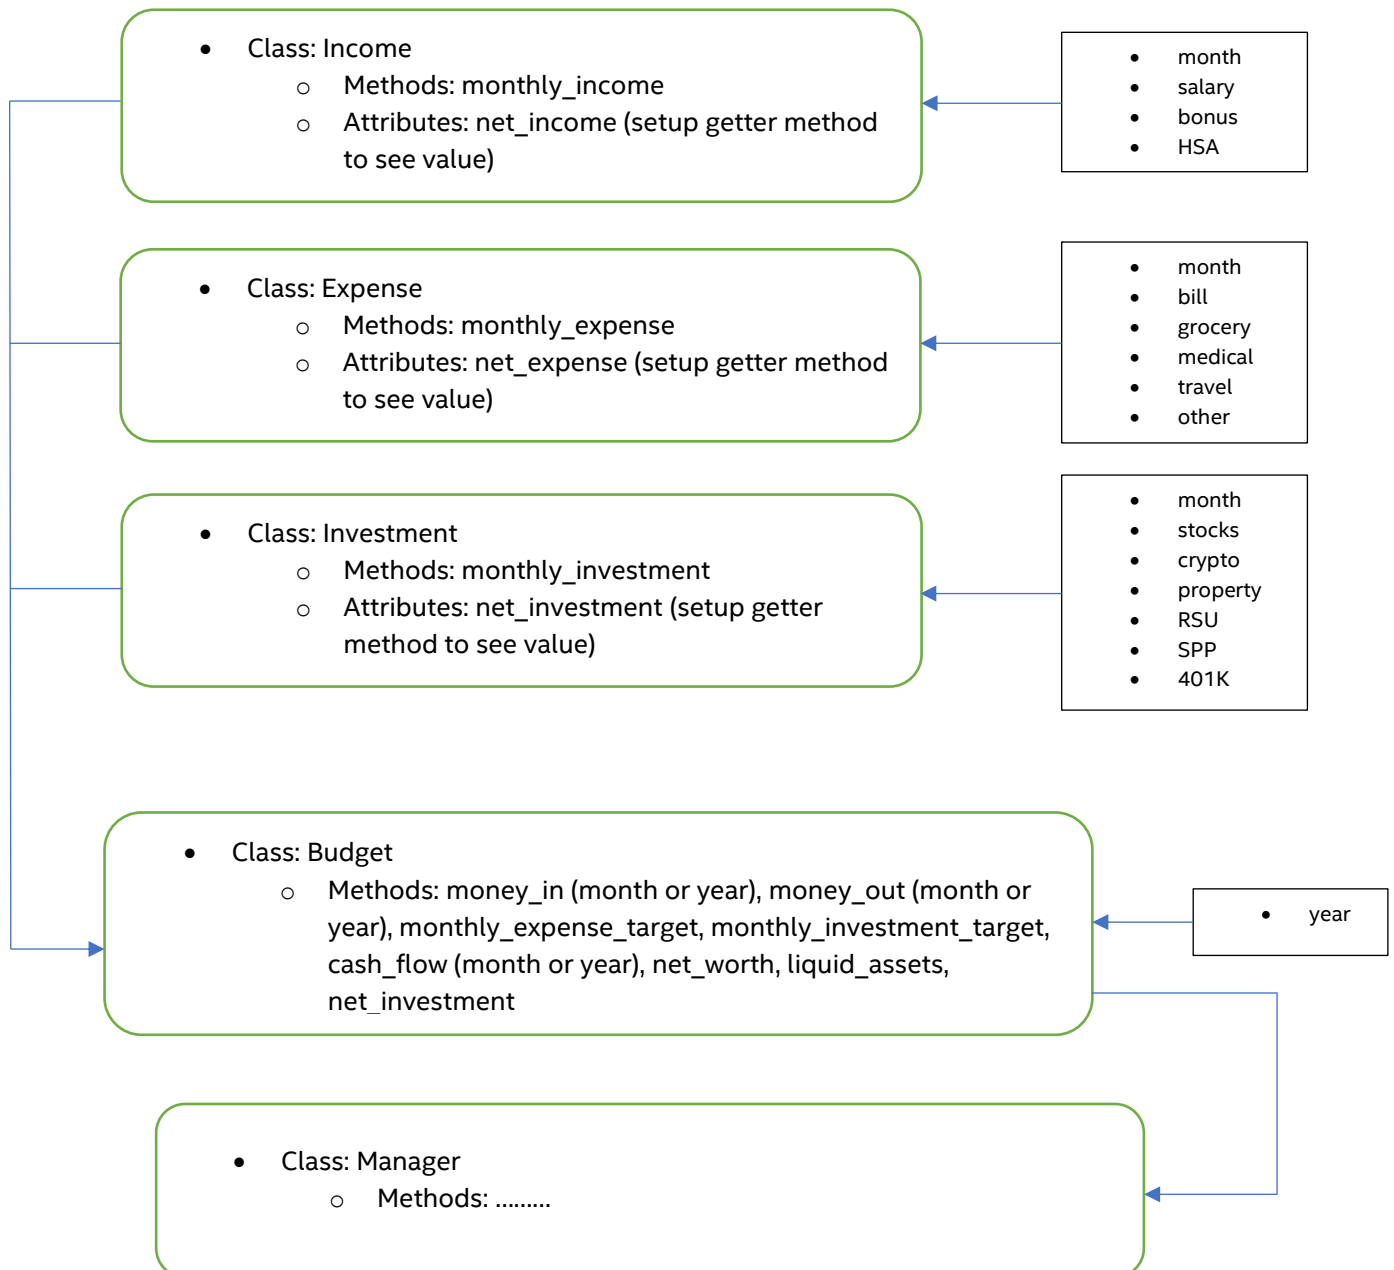 • Class: Income
o Methods: monthly_income
o Attributes: net_income (setup getter method
to see value)
• month
• salary
• bonus
• HSA
• Class: Expense
o Methods: monthly_expense
o Attributes: net_expense (setup getter method
to see value)
• month
• bill
• grocery
• medical
• travel
• other
• Class: Investment
o Methods: monthly_investment
o Attributes: net_investment (setup getter
method to see value)
• month
• stocks
• crypto
• property
• RSU
• SPP
• 401K
• Class: Budget
o Methods: money_in (month or year), money_out (month or
year), monthly_expense_target, monthly_investment_target,
cash_flow (month or year), net_worth, liquid_assets,
net_investment
• year
• Class: Manager
o Methods: ………